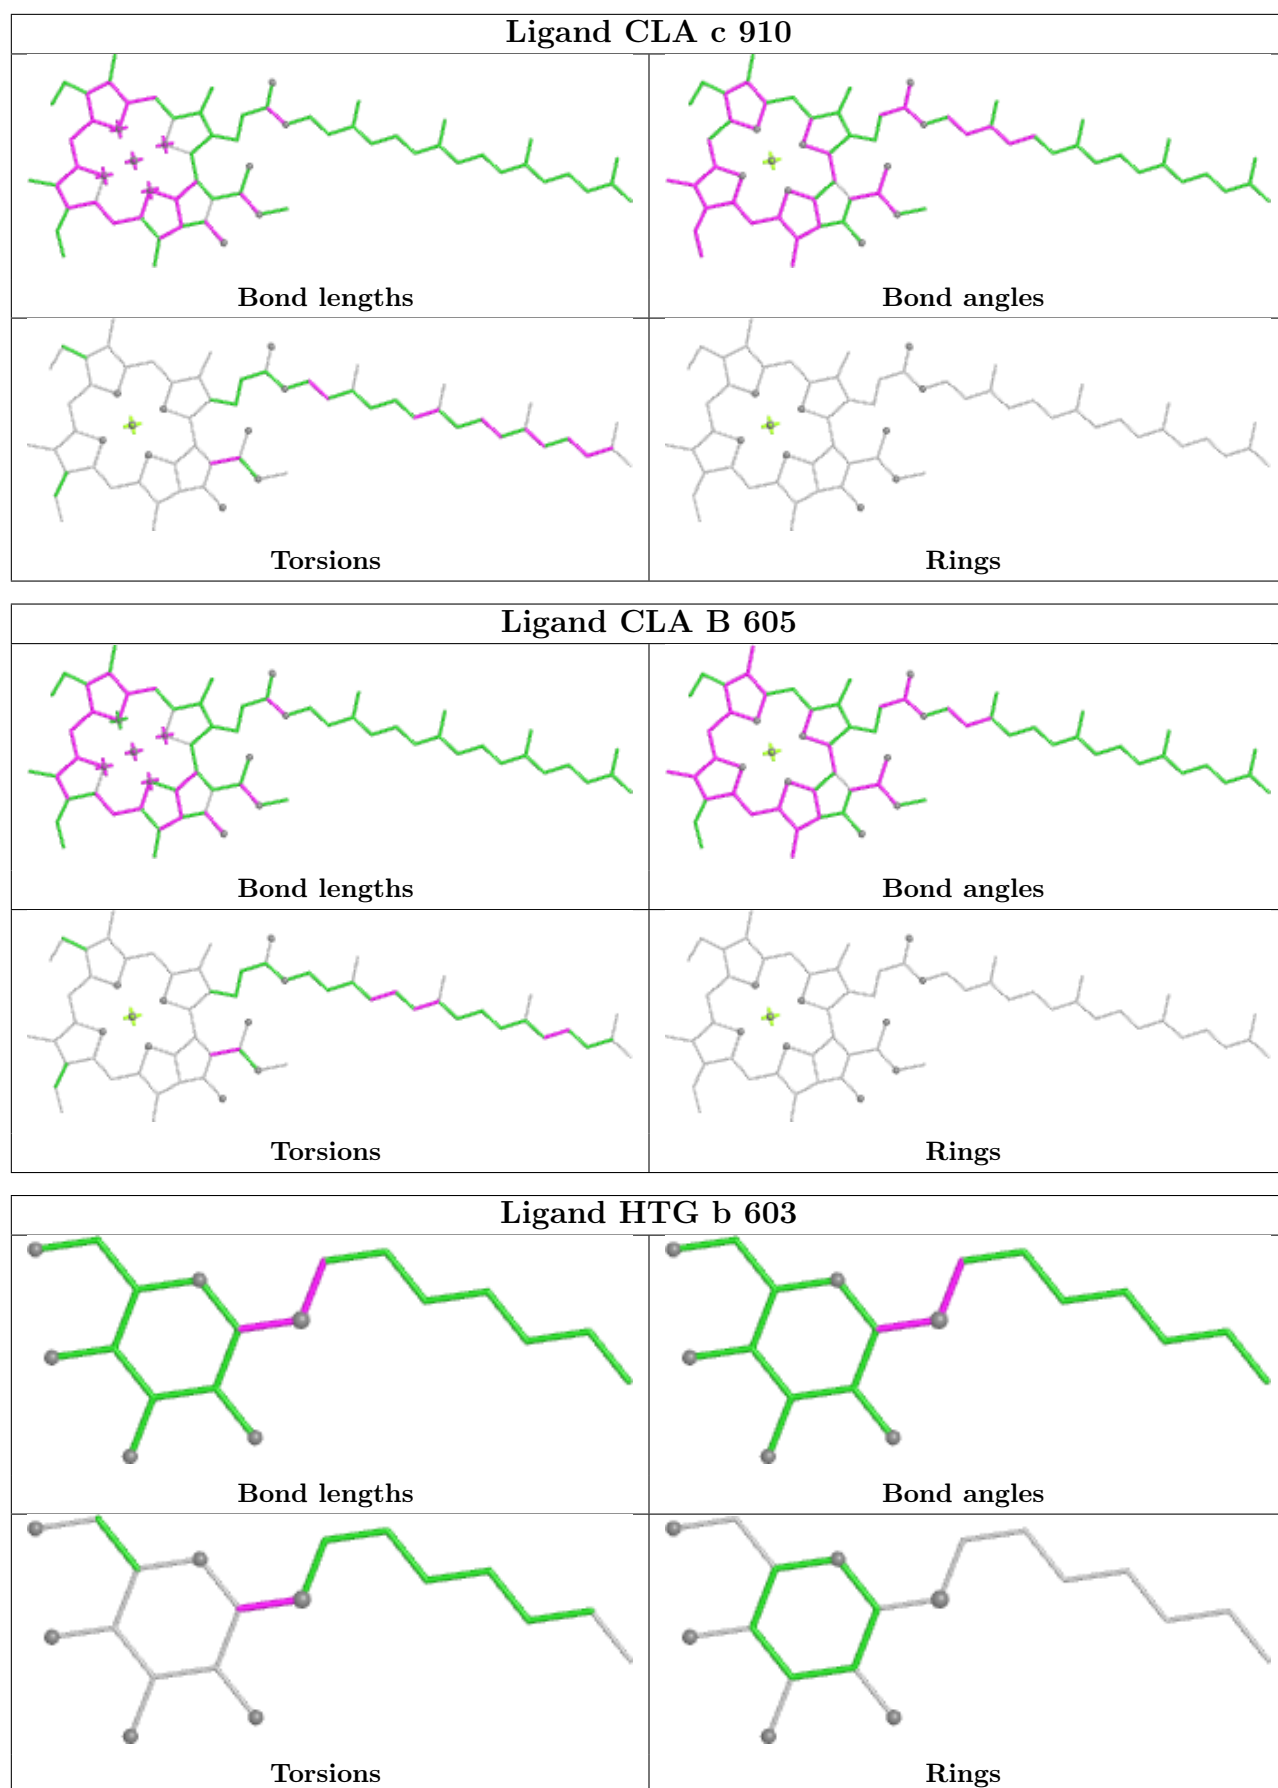 Ligand CLA c 910
Bond lengths
Bond angles
Torsions
Rings
Ligand CLA B 605
Bond lengths
Bond angles
Torsions
Rings
Ligand HTG b 603
Bond lengths
Bond angles
Torsions
Rings